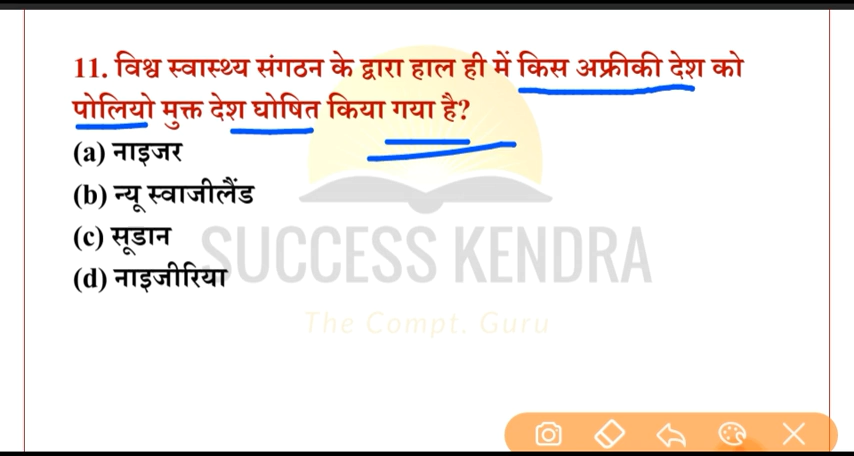 11. विश्व स्वास्थ्य संगठन के द्वारा हाल ही में किस अफ्रीकी देश को
पोलियो मुक्त देश घोषित किया गया है?
(a) नाइजर
(b) न्यू स्वाजीलैंड
(c) सूडान
(d) नाइजीरिया
SUCCESS KENDRA
The Compt. Guru